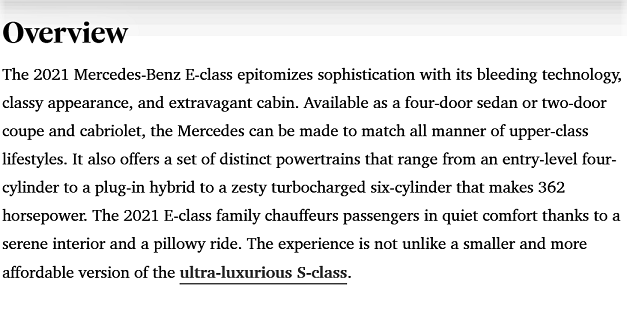 Overview
The 2021 Mercedes-Benz E-class epitomizes sophistication with its bleeding technology,
classy appearance, and extravagant cabin. Available as a four-door sedan or two-door
coupe and cabriolet, the Mercedes can be made to match all manner of upper-class
lifestyles. It also offers a set of distinct powertrains that range from an entry-level four-
cylinder to a plug-in hybrid to a zesty turbocharged six-cylinder that makes 362
horsepower. The 2021 E-class family chauffeurs passengers in quiet comfort thanks to a
serene interior and a pillowy ride. The experience is not unlike a smaller and more
affordable version of the ultra-luxurious S-class.